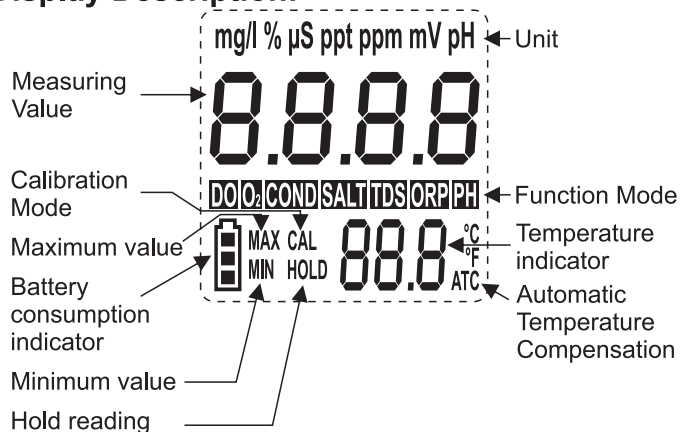 Display Description:
mg/l % µS ppt ppm mV pH
Unit
Measuring
Value
8.8.8.8
Calibration
Mode
DO O₂ COND SALT TDS ORP PH
Function Mode
Maximum value
MAX CAL
88.8
°C
°F
Temperature
indicator
MIN HOLD
ATC
Battery
consumption
indicator
Automatic
Temperature
Compensation
Minimum value
Hold reading